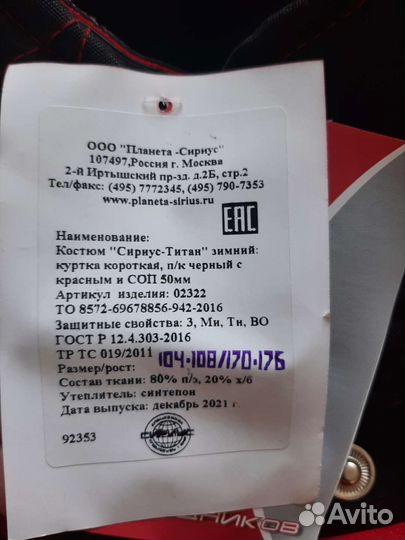 ООО "Планета -Сириус"
107497,Россия г. Москва
2-й Иртышский пр-зд. д.2Б, стр.2
Тел/факс: (495) 7772345, (495) 790-7353
www.planeta-sirius.ru
ЕАС
Наименование:
Костюм "Сириус-Титан" зимний:
куртка короткая, п/к черный с
красным и СОП 50мм
Артикул изделия: 02322
ТО 8572-69678856-942-2016
Защитные свойства: З, Ми, Тн, ВО
ГОСТ Р 12.4.303-2016
ТР ТС 019/2011
Размер/рост: 104-108/170-176
Состав ткани: 80% п/э, 20% х/б
Утеплитель: синтепон
Дата выпуска: декабрь 2021 г.
92353
Avito